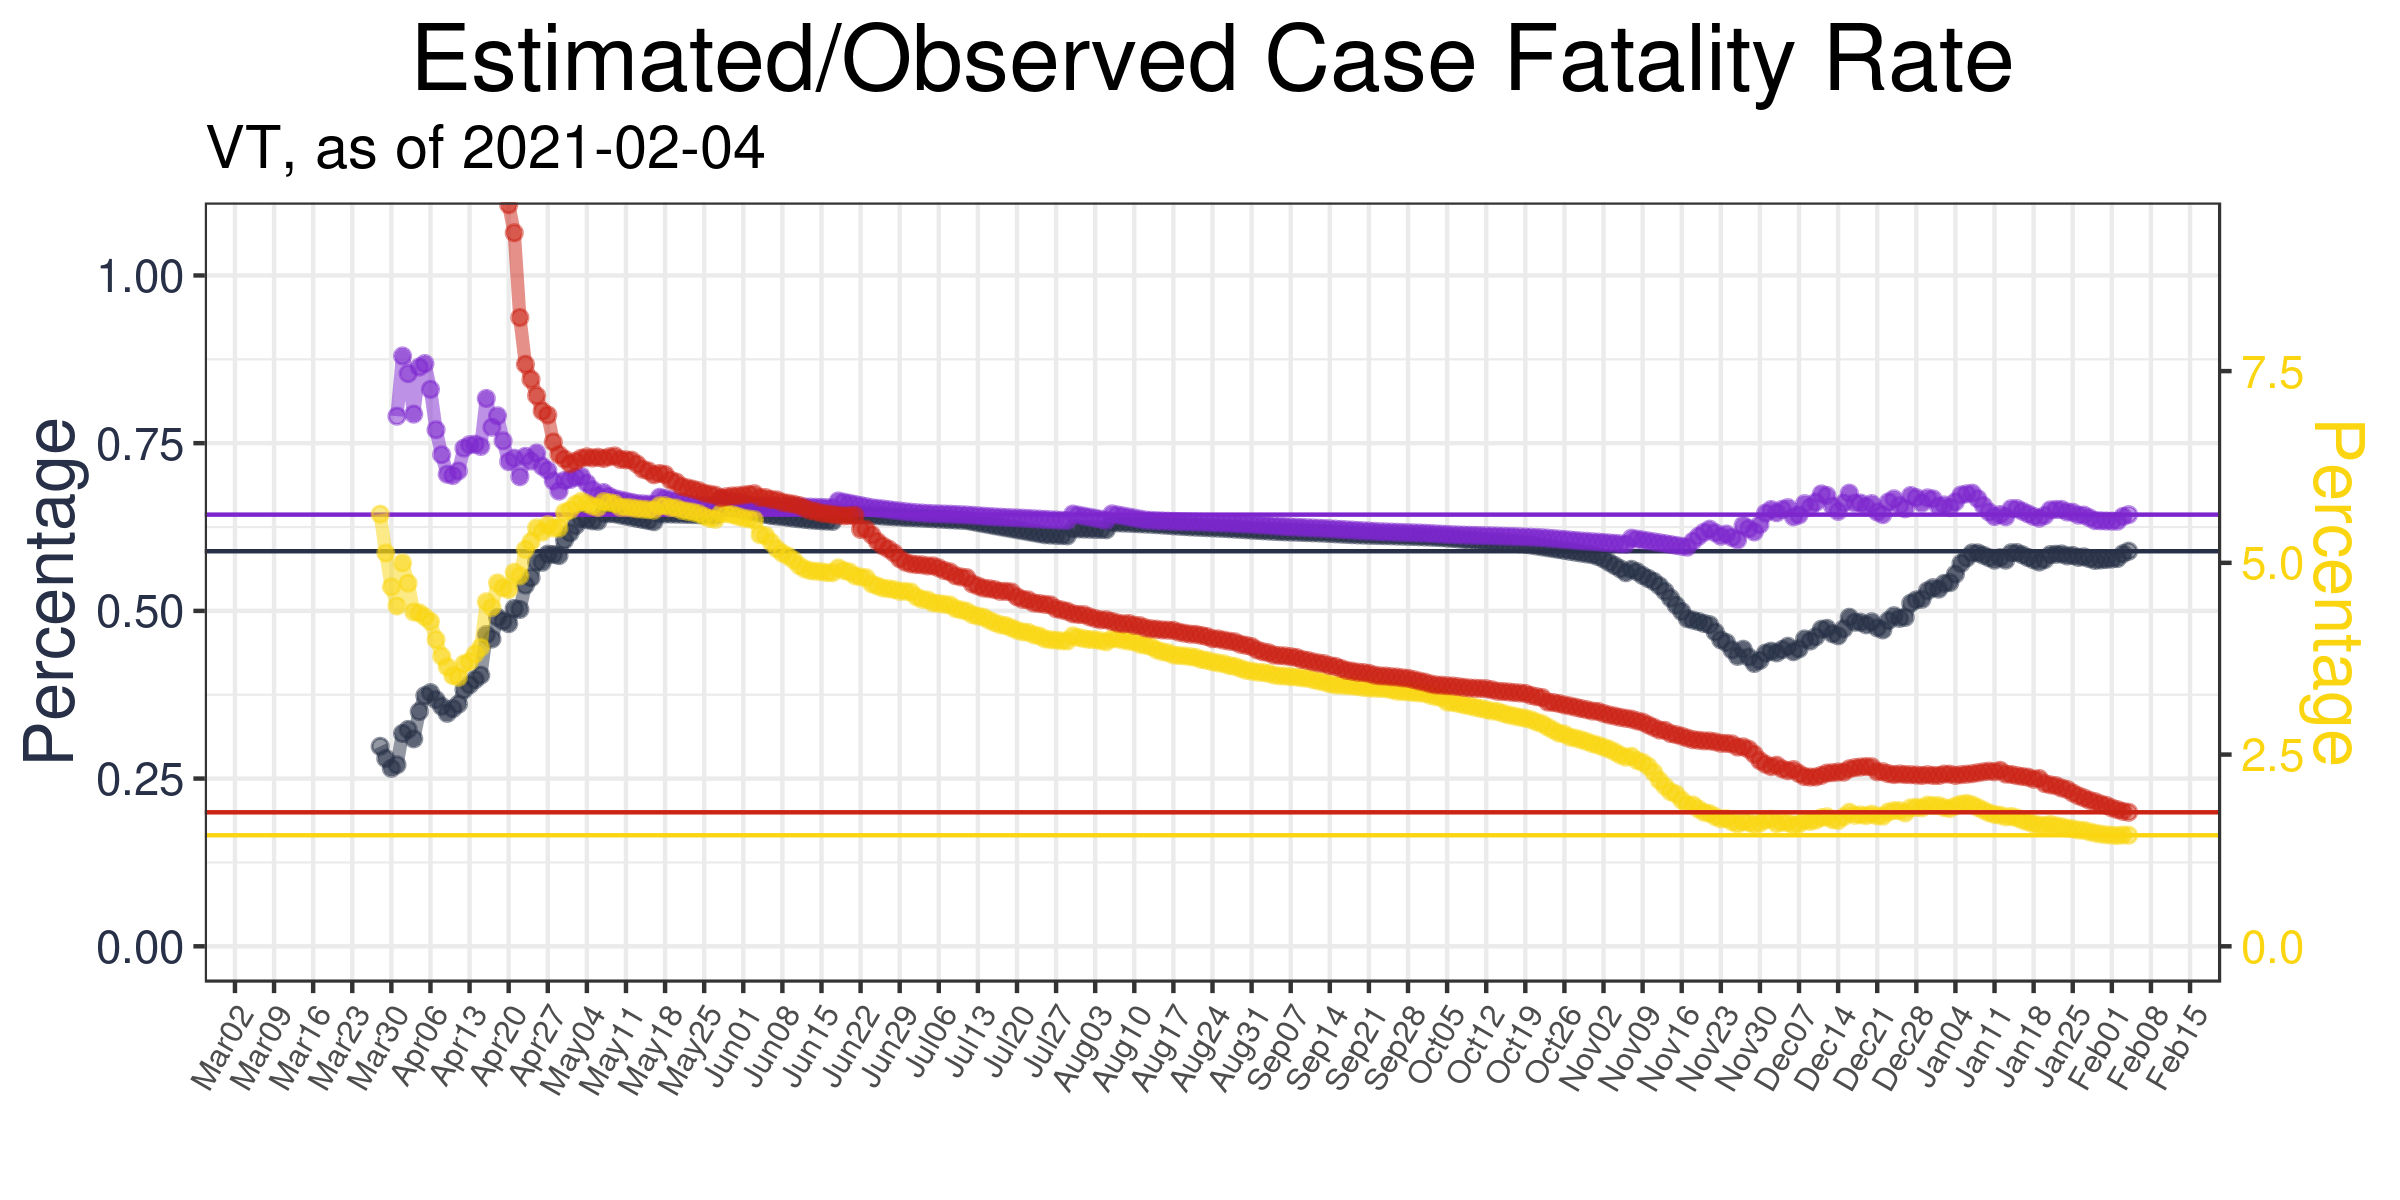 Estimated/Observed Case Fatality Rate
VT, as of 2021-02-04
Percentage
1.00
0.75
0.50
0.25
0.00
7.5
5.0
2.5
0.0
Percentage
Mar02
Mar09
Mar16
Mar23
Mar30
Apr06
Apr13
Apr20
Apr27
May04
May11
May18
May25
Jun01
Jun08
Jun15
Jun22
Jun29
Jul06
Jul13
Jul20
Jul27
Aug03
Aug10
Aug17
Aug24
Aug31
Sep07
Sep14
Sep21
Sep28
Oct05
Oct12
Oct19
Oct26
Nov02
Nov09
Nov16
Nov23
Nov30
Dec07
Dec14
Dec21
Dec28
Jan04
Jan11
Jan18
Jan25
Feb01
Feb08
Feb15